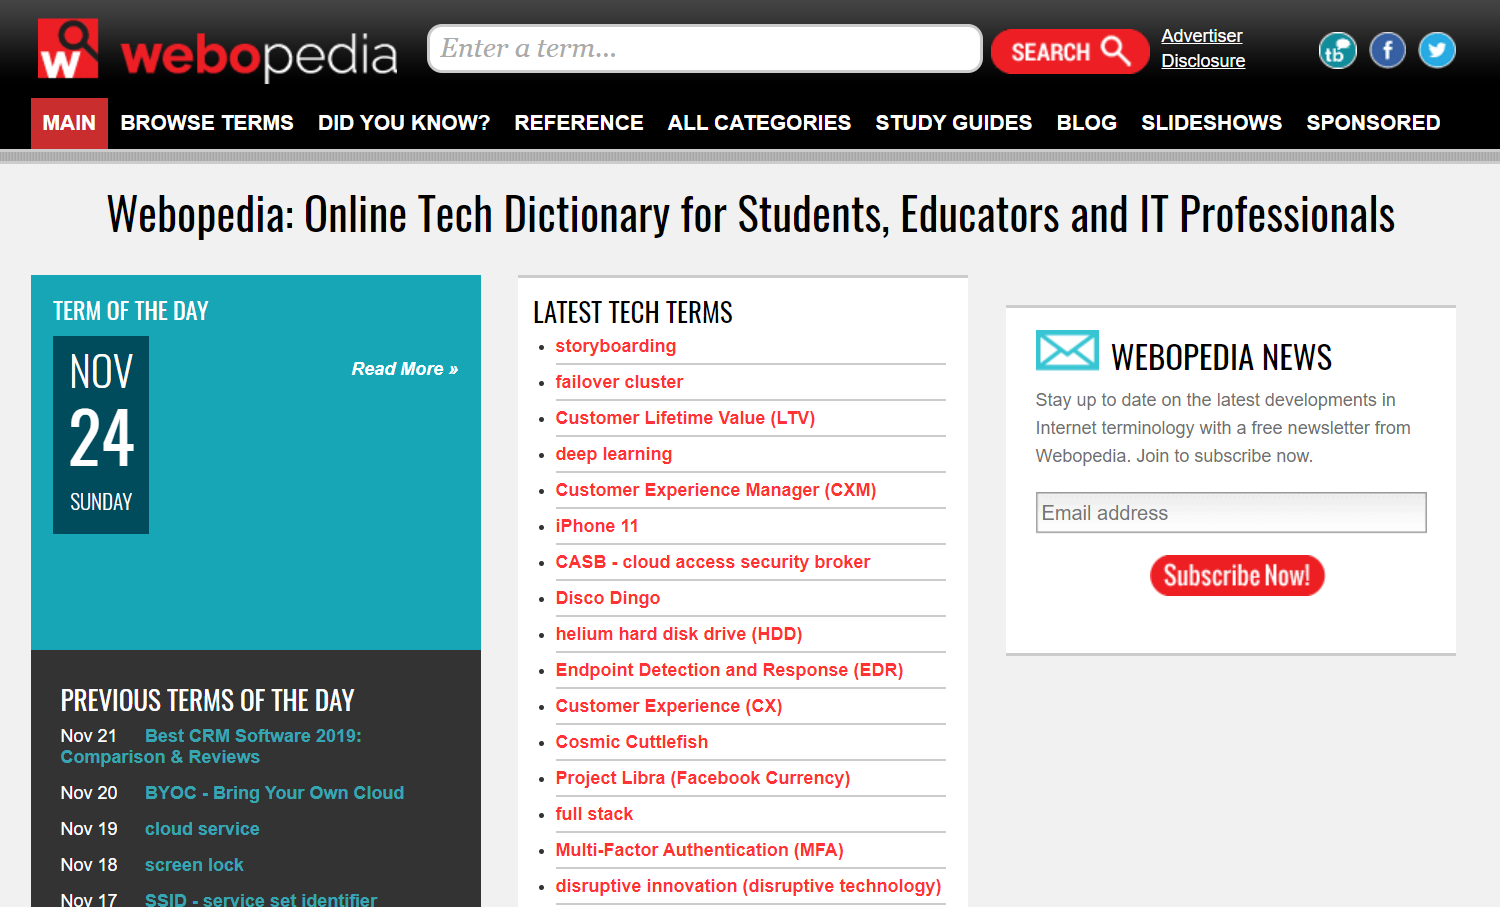 W webopedia
Enter a term...
SEARCH
Advertiser
Disclosure
tb
f
MAIN BROWSE TERMS DID YOU KNOW? REFERENCE ALL CATEGORIES STUDY GUIDES BLOG SLIDESHOWS SPONSORED
Webopedia: Online Tech Dictionary for Students, Educators and IT Professionals
TERM OF THE DAY
NOV
24
SUNDAY
Read More »
PREVIOUS TERMS OF THE DAY
Nov 21 Best CRM Software 2019:
Comparison & Reviews
Nov 20 BYOC - Bring Your Own Cloud
Nov 19 cloud service
Nov 18 screen lock
Nov 17 SSID - service set identifier
LATEST TECH TERMS
storyboarding
failover cluster
Customer Lifetime Value (LTV)
deep learning
Customer Experience Manager (CXM)
iPhone 11
CASB - cloud access security broker
Disco Dingo
helium hard disk drive (HDD)
Endpoint Detection and Response (EDR)
Customer Experience (CX)
Cosmic Cuttlefish
Project Libra (Facebook Currency)
full stack
Multi-Factor Authentication (MFA)
disruptive innovation (disruptive technology)
WEBOPEDIA NEWS
Stay up to date on the latest developments in
Internet terminology with a free newsletter from
Webopedia. Join to subscribe now.
Email address
Subscribe Now!